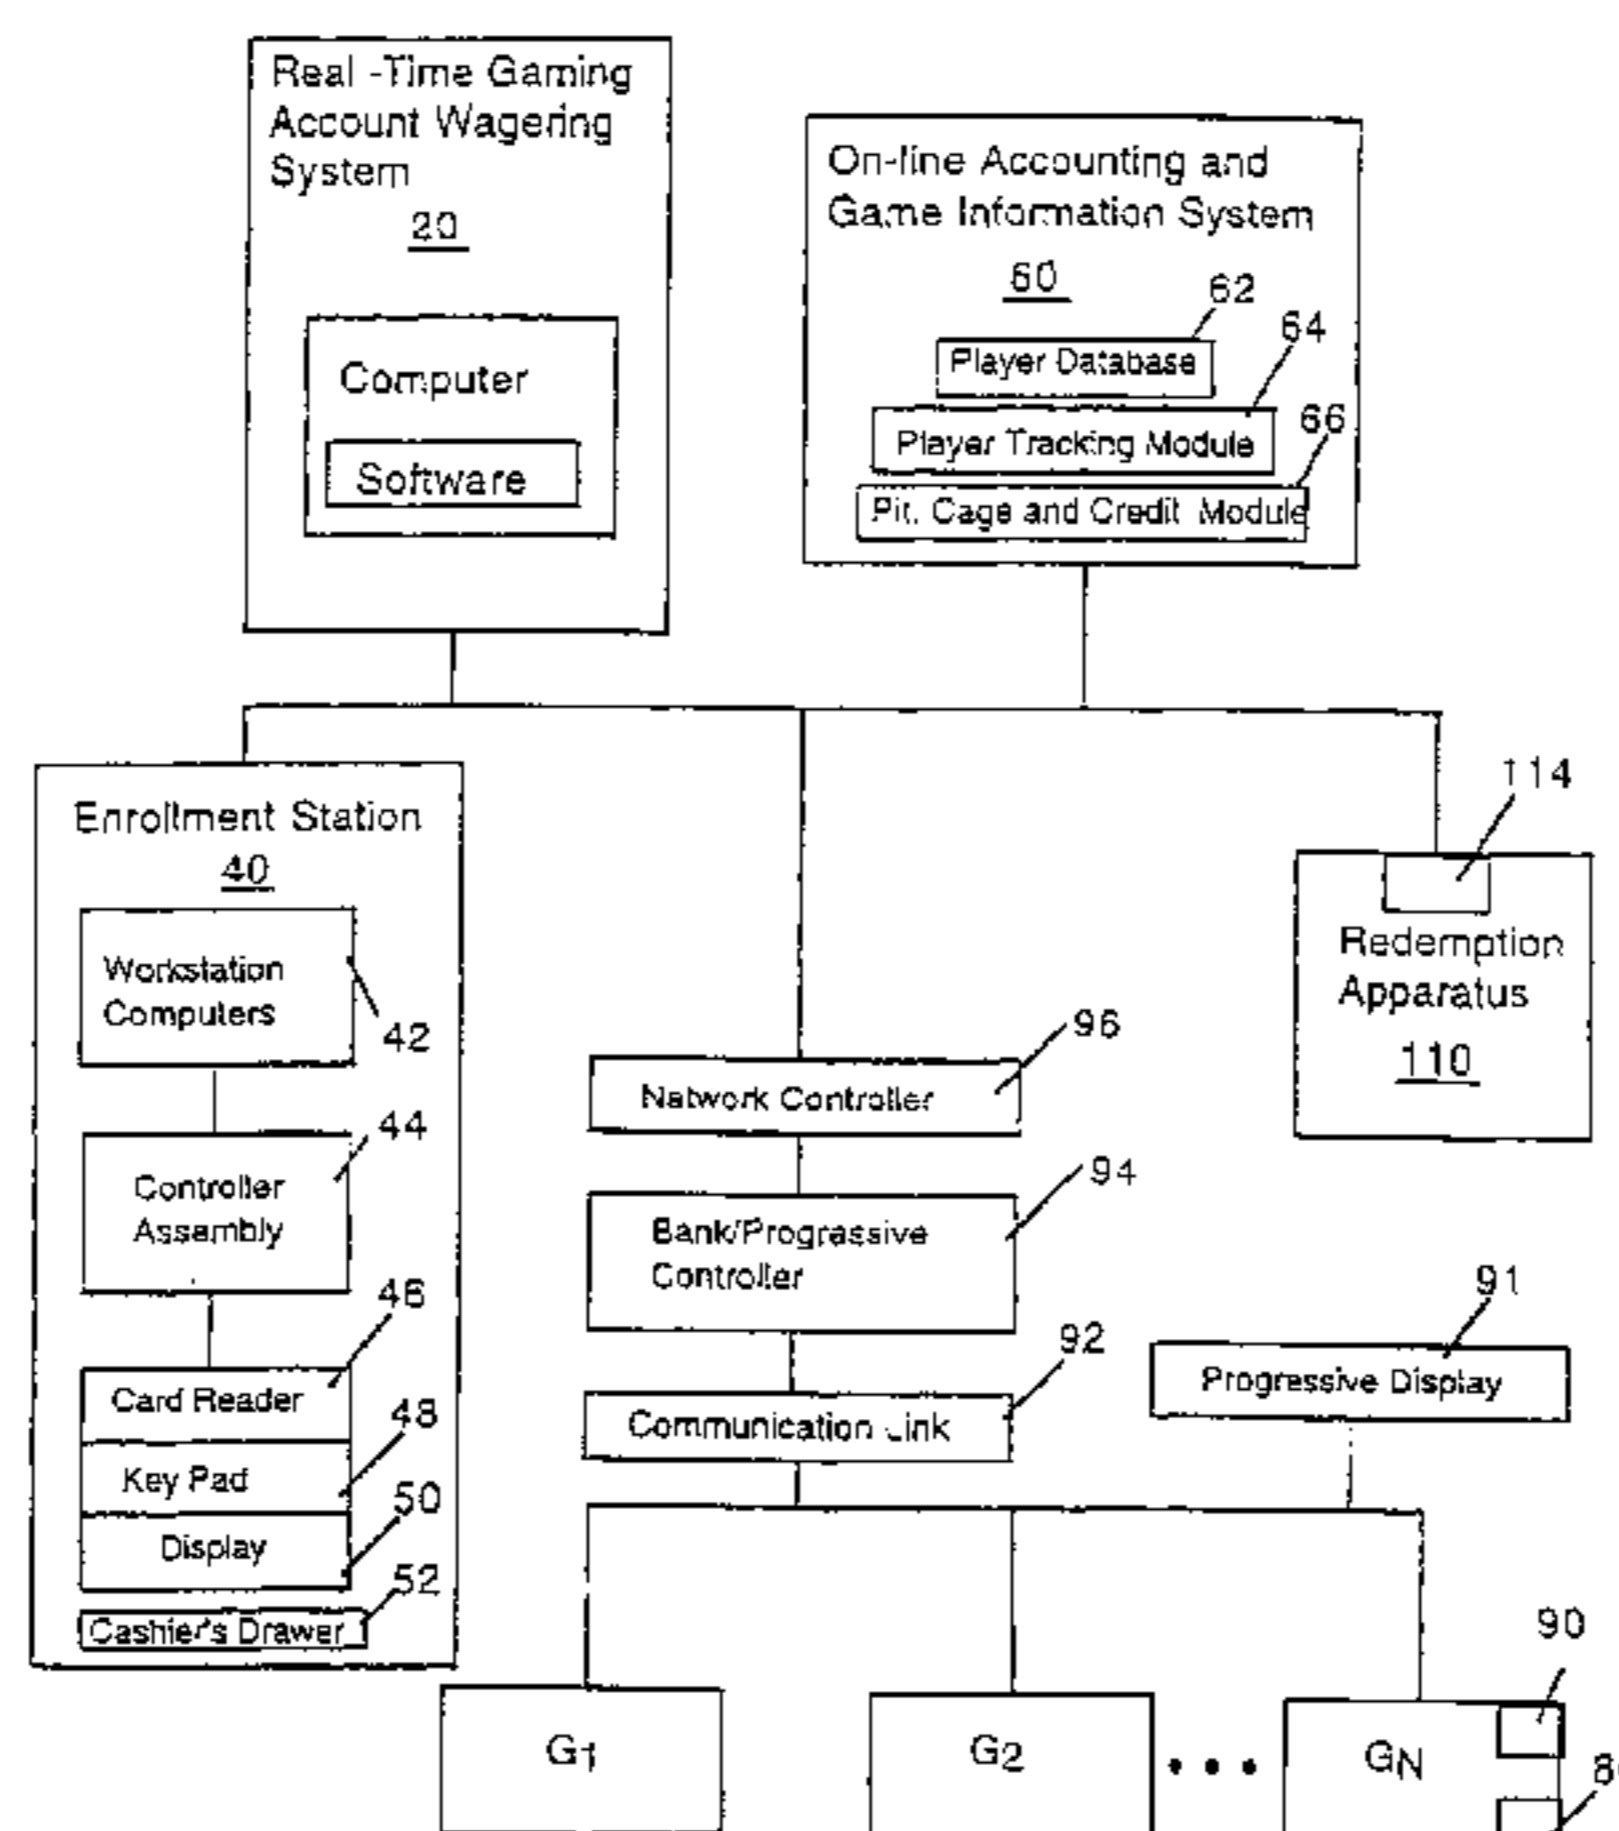 Real -Time Gaming
Account Wagering
System
20
Computer
Software
On-line Accounting and
Game Information System
60
62
Player Database
64
Player Tracking Module
66
Pit, Cage and Credit Module
Enrollment Station
40
Workstation
Computers
42
44
Controller
Assembly
46
Card Reader
48
Key Pad
50
Display
52
Cashier's Drawer
114
Redemption
Apparatus
110
96
Network Controller
94
Bank/Progressive
Controller
92
Communication Link
91
Progressive Display
90
G1
G2
• • •
GN